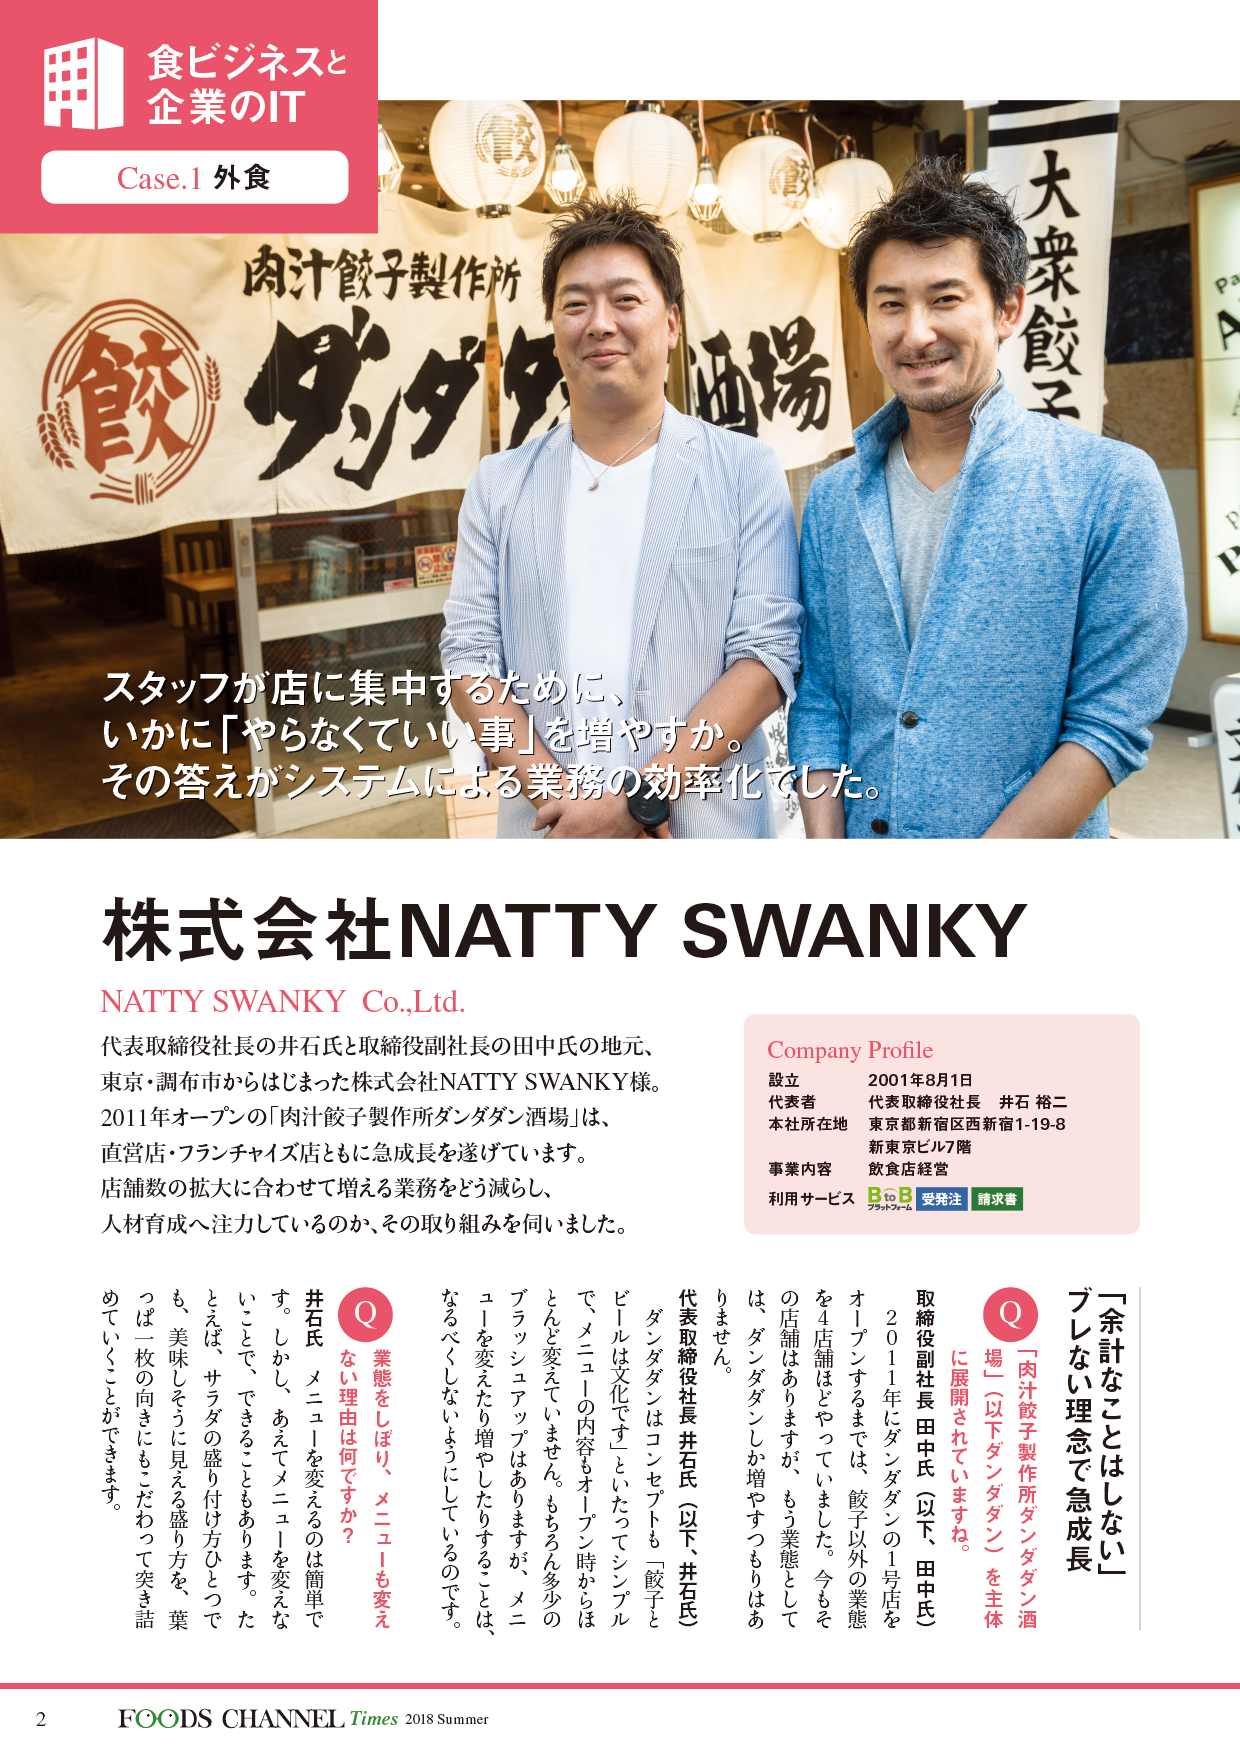 食ビジネスと
企業のIT
Case.1 外食
肉汁餃子製作所
ダンダ
酒場
餃
大衆餃子
スタッフが店に集中するために、
いかに「やらなくていい事」を増やすか。
その答えがシステムによる業務の効率化でした。
株式会社NATTY SWANKY
NATTY SWANKY Co.,Ltd.
代表取締役社長の井石氏と取締役副社長の田中氏の地元、
東京・調布市からはじまった株式会社NATTY SWANKY様。
2011年オープンの「肉汁餃子製作所ダンダダン酒場」は、
直営店・フランチャイズ店ともに急成長を遂げています。
店舗数の拡大に合わせて増える業務をどう減らし、
人材育成へ注力しているのか、その取り組みを伺いました。
Company Profile
設立 2001年8月1日
代表者 代表取締役社長 井石 裕二
本社所在地 東京都新宿区西新宿1-19-8
新東京ビル7階
事業内容 飲食店経営
利用サービス BtoB プラットフォーム 受発注 請求書
「余計なことはしない」
ブレない理念で急成長
Q
「肉汁餃子製作所ダンダダン酒
場」（以下ダンダダン）を主体
に展開されていますね。
取締役副社長 田中氏（以下、田中氏）
２０１１年にダンダダンの１号店を
オープンするまでは、餃子以外の業態
を４店舗ほどやっていました。今もそ
の店舗はありますが、もう業態として
は、ダンダダンしか増やすつもりはあ
りません。
代表取締役社長 井石氏（以下、井石氏）
ダンダダンはコンセプトも「餃子と
ビールは文化です」といたってシンプル
で、メニューの内容もオープン時からほ
とんど変えていません。もちろん多少の
ブラッシュアップはありますが、メニ
ューを変えたり増やしたりすることは、
なるべくしないようにしているのです。
Q
業態をしぼり、メニューも変え
ない理由は何ですか？
井石氏 メニューを変えるのは簡単で
す。しかし、あえてメニューを変えな
いことで、できることもあります。た
とえば、サラダの盛り付け方ひとつで
も、美味しそうに見える盛り方を、葉
っぱ一枚の向きにもこだわって突き詰
めていくことができます。
2
FOODS CHANNEL Times 2018 Summer